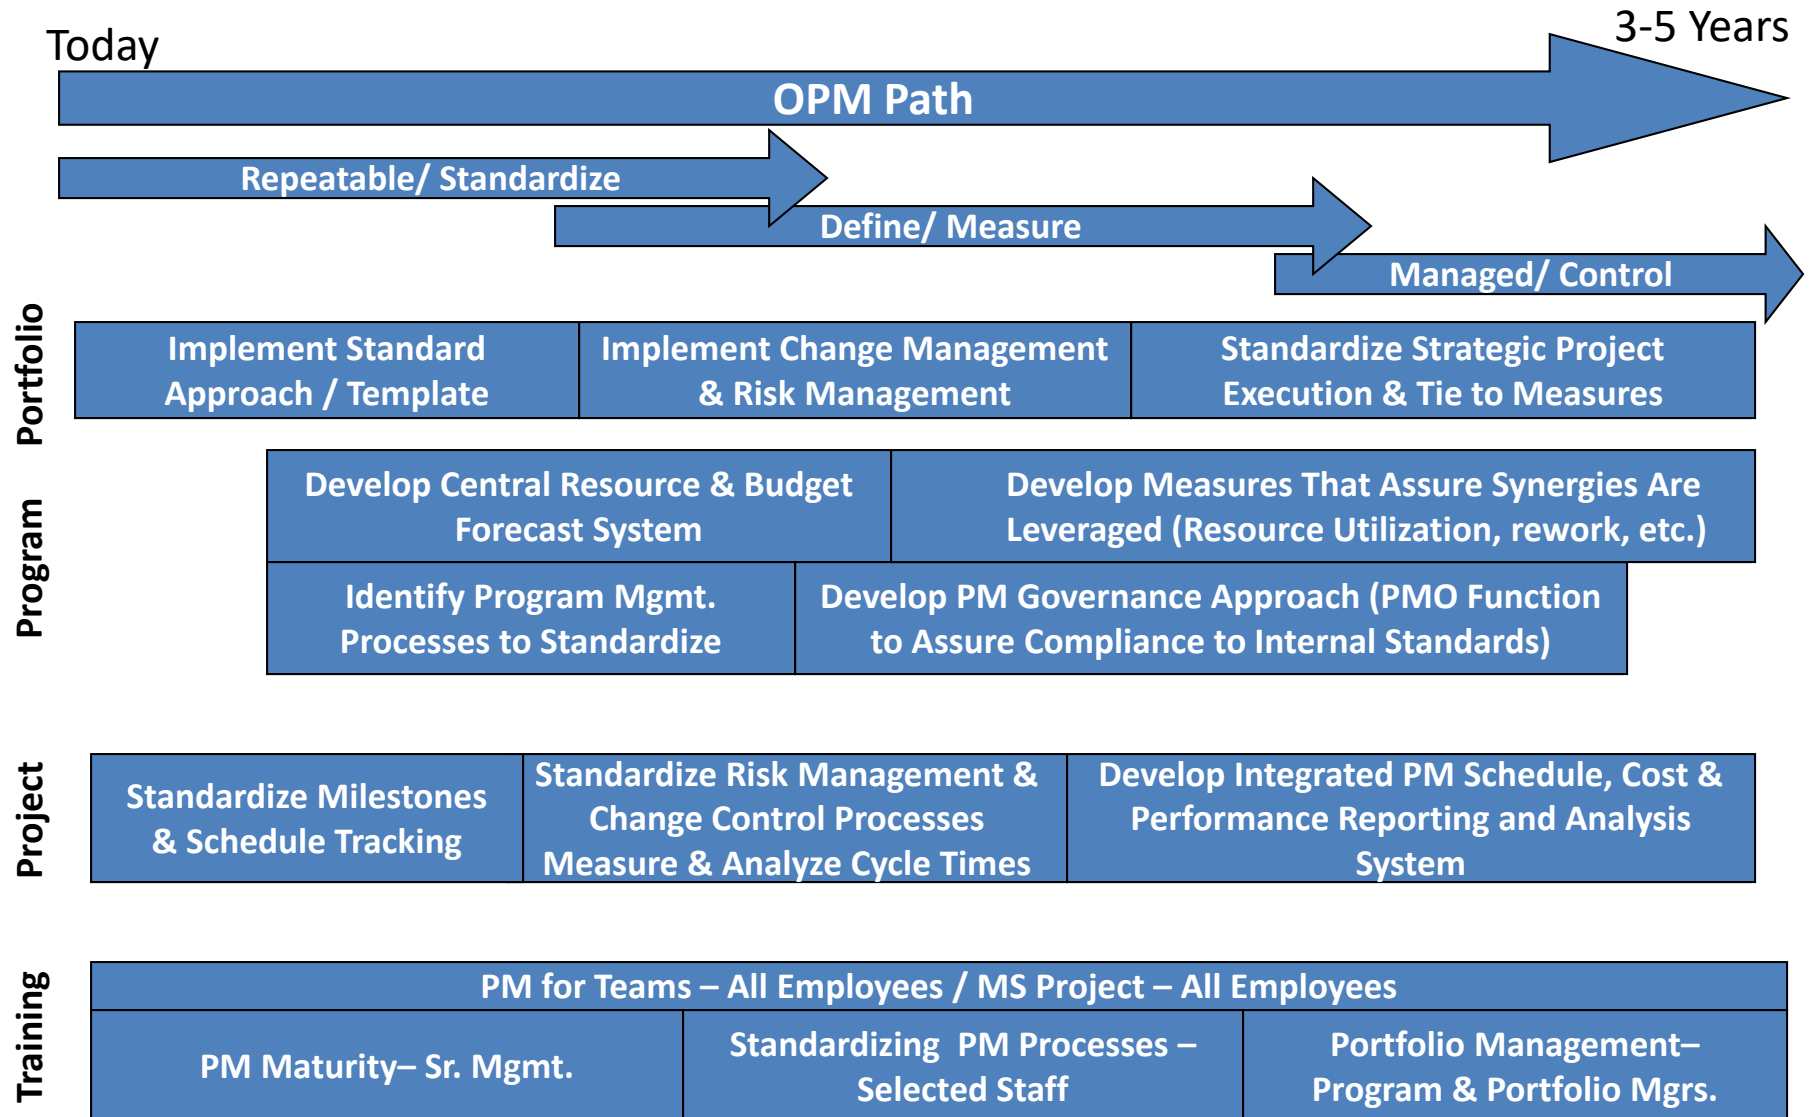 Today
3-5 Years
OPM Path
Repeatable/ Standardize
Define/ Measure
Managed/ Control
Portfolio
Implement Standard
Approach / Template
Implement Change Management
& Risk Management
Standardize Strategic Project
Execution & Tie to Measures
Program
Develop Central Resource & Budget
Forecast System
Develop Measures That Assure Synergies Are
Leveraged (Resource Utilization, rework, etc.)
Identify Program Mgmt.
Processes to Standardize
Develop PM Governance Approach (PMO Function
to Assure Compliance to Internal Standards)
Project
Standardize Milestones
& Schedule Tracking
Standardize Risk Management &
Change Control Processes
Measure & Analyze Cycle Times
Develop Integrated PM Schedule, Cost &
Performance Reporting and Analysis
System
Training
PM for Teams – All Employees / MS Project – All Employees
PM Maturity– Sr. Mgmt.
Standardizing PM Processes –
Selected Staff
Portfolio Management–
Program & Portfolio Mgrs.